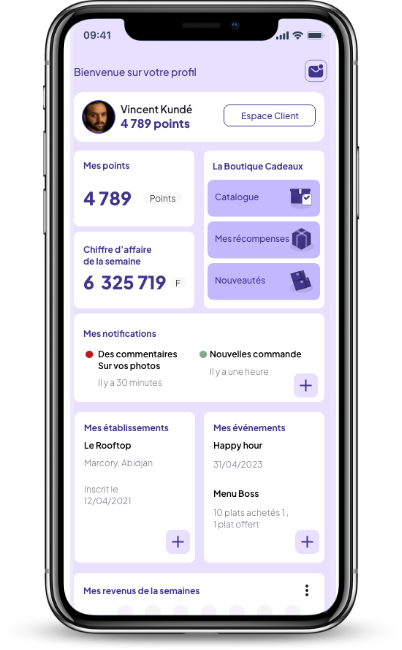 09:41
Bienvenue sur votre profil
Vincent Kundé
4 789 points
Espace Client
Mes points
4 789 Points
Chiffre d'affaire
de la semaine
6 325 719 F
La Boutique Cadeaux
Catalogue
Mes récompenses
Nouveautés
Mes notifications
Des commentaires
Sur vos photos
Il y a 30 minutes
Nouvelles commande
Il y a une heure
Mes établissements
Le Rooftop
Marcory, Abidjan
Inscrit le
12/04/2021
Mes événements
Happy hour
31/04/2023
Menu Boss
10 plats achetés 1 ,
1 plat offert
Mes revenus de la semaines